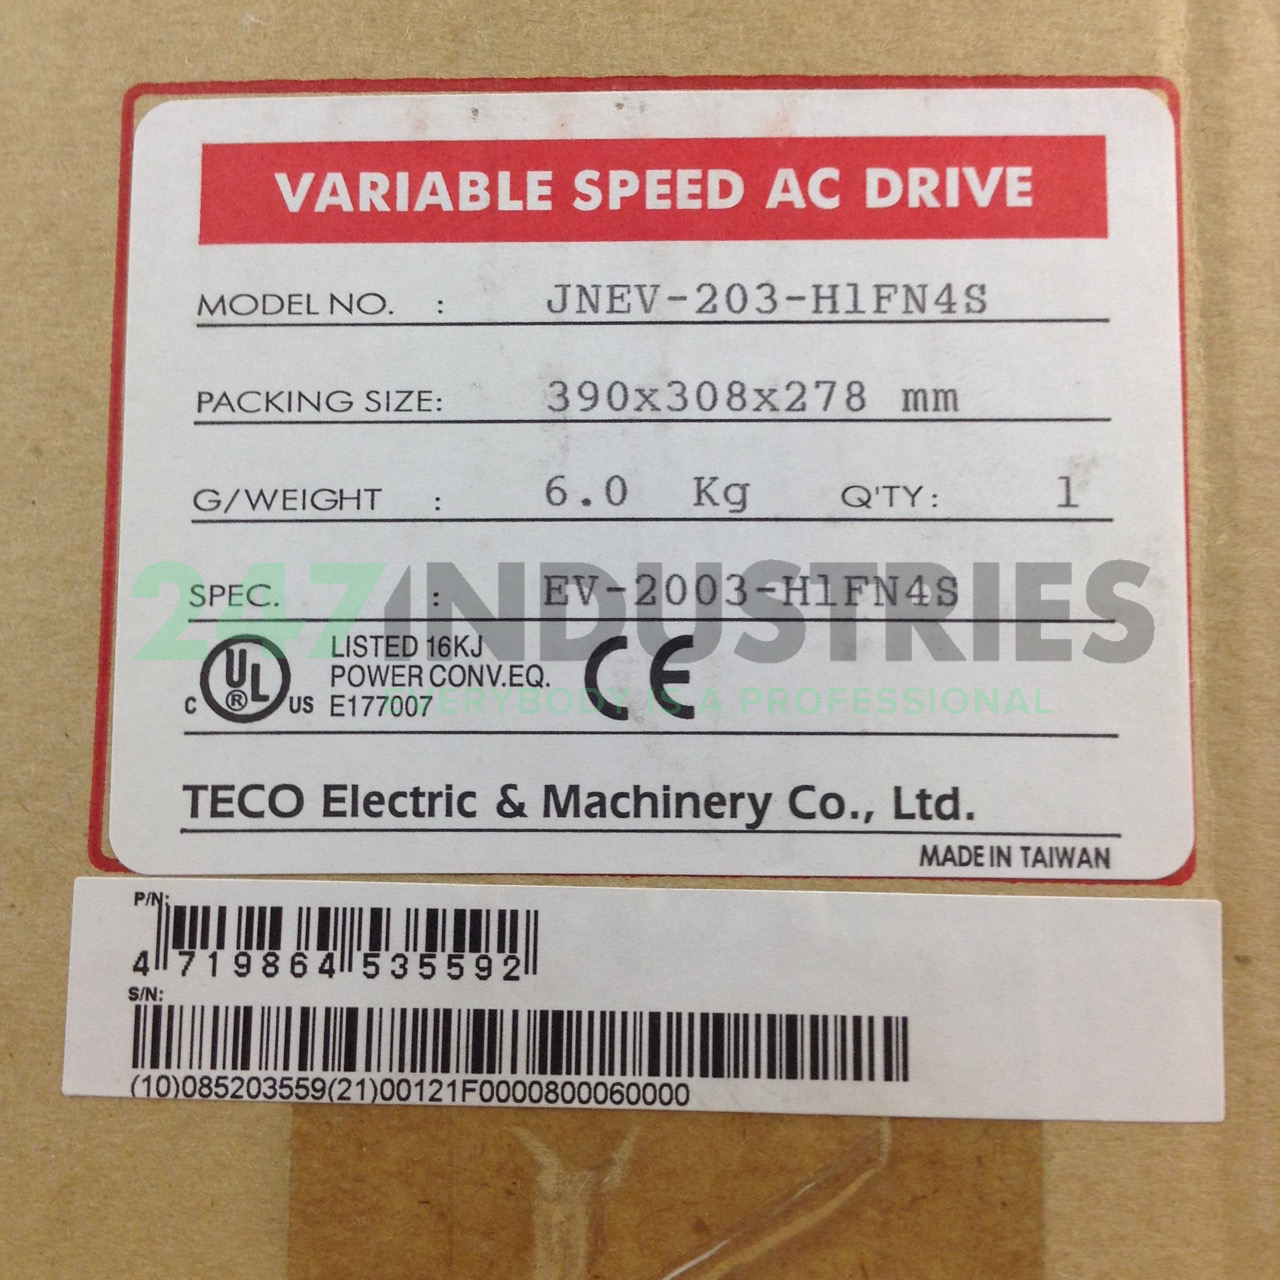 VARIABLE SPEED AC DRIVE
MODEL NO. : JNEV-203-H1FN4S
PACKING SIZE: 390x308x278 mm
G/WEIGHT : 6.0 Kg Q'TY: 1
SPEC. : EV-2003-H1FN4S
247INDUSTRIES
EVERYBODY IS A PROFESSIONAL
C UL ® US
LISTED 16KJ
POWER CONV.EQ.
E177007
CE
TECO Electric & Machinery Co., Ltd.
MADE IN TAIWAN
P/N:
4 719864 535592
S/N:
(10)085203559(21)00121F0000800060000